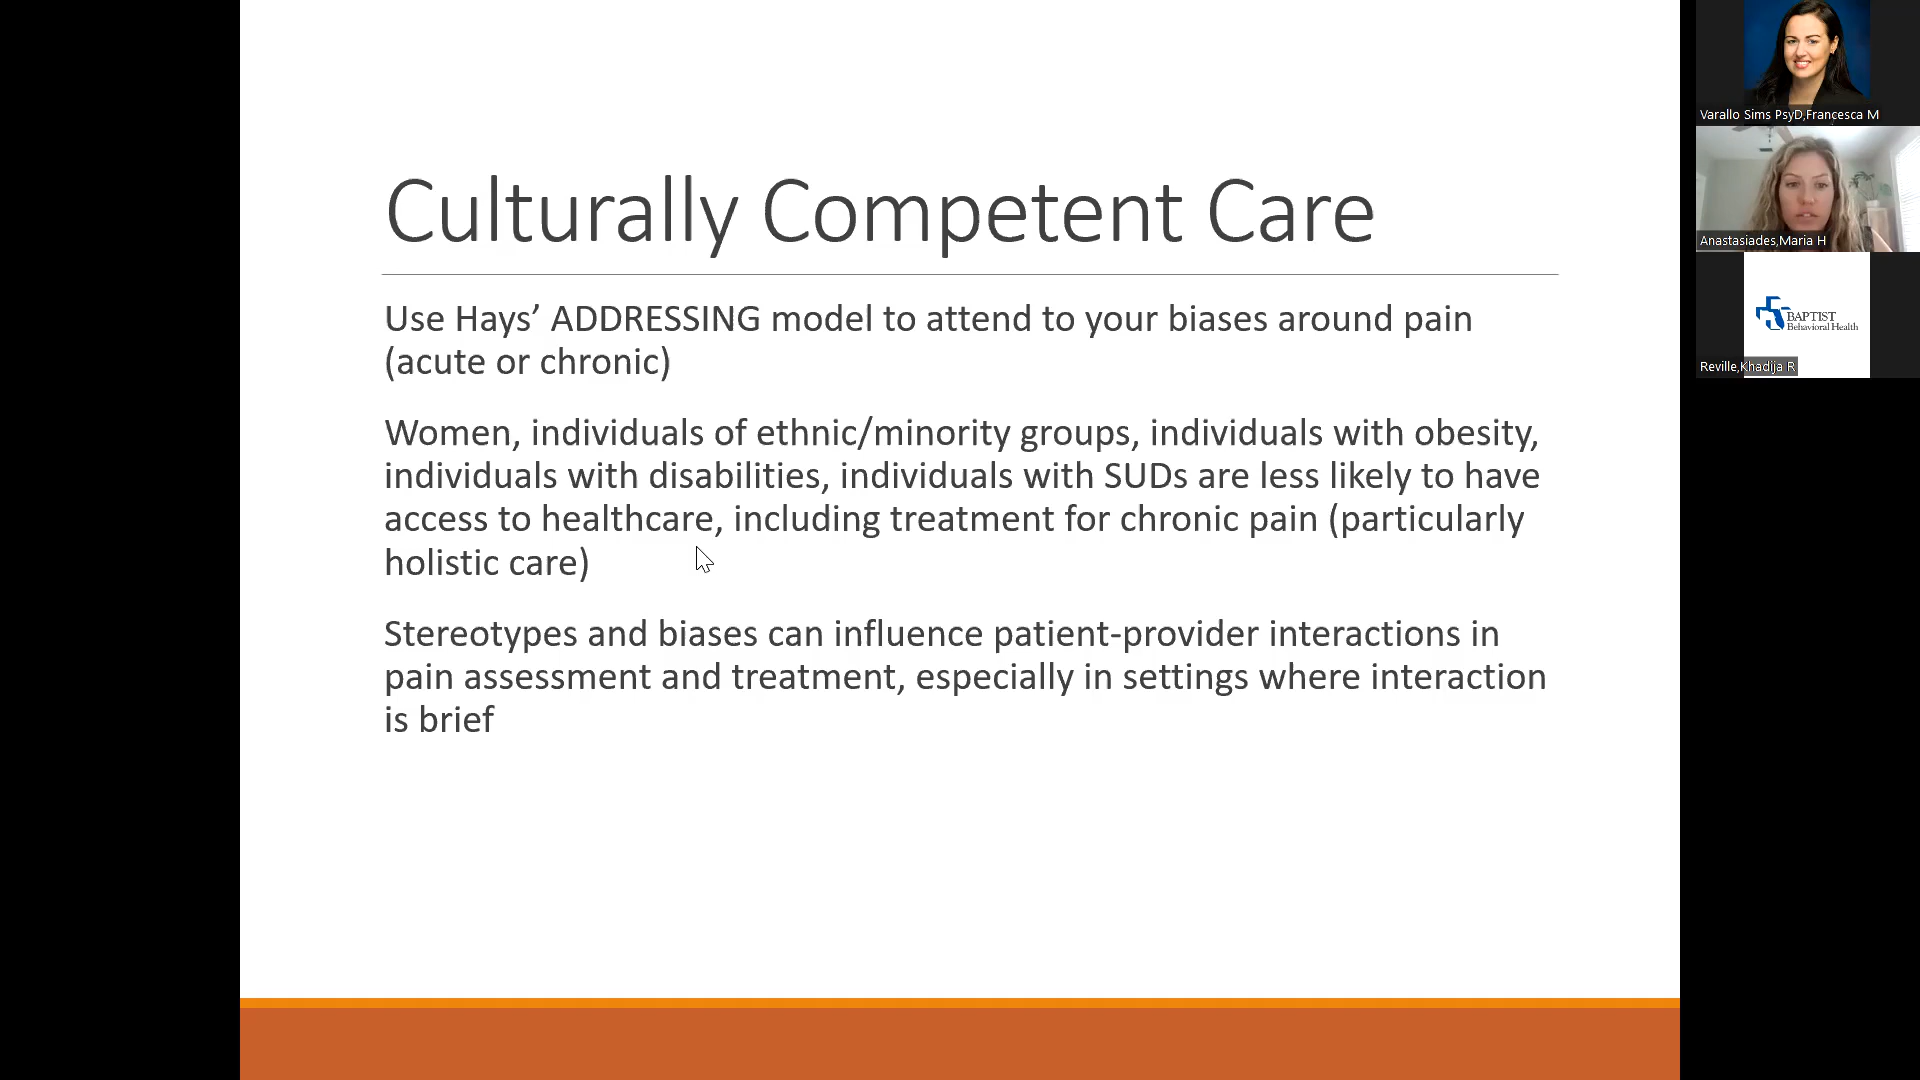 Culturally Competent Care
Use Hays’ ADDRESSING model to attend to your biases around pain
(acute or chronic)
Women, individuals of ethnic/minority groups, individuals with obesity,
individuals with disabilities, individuals with SUDs are less likely to have
access to healthcare, including treatment for chronic pain (particularly
holistic care)
Stereotypes and biases can influence patient-provider interactions in
pain assessment and treatment, especially in settings where interaction
is brief
Varallo Sims PsyD,Francesca M
Anastasiades,Maria H
BAPTIST
Behavioral Health
Reville,Khadija R